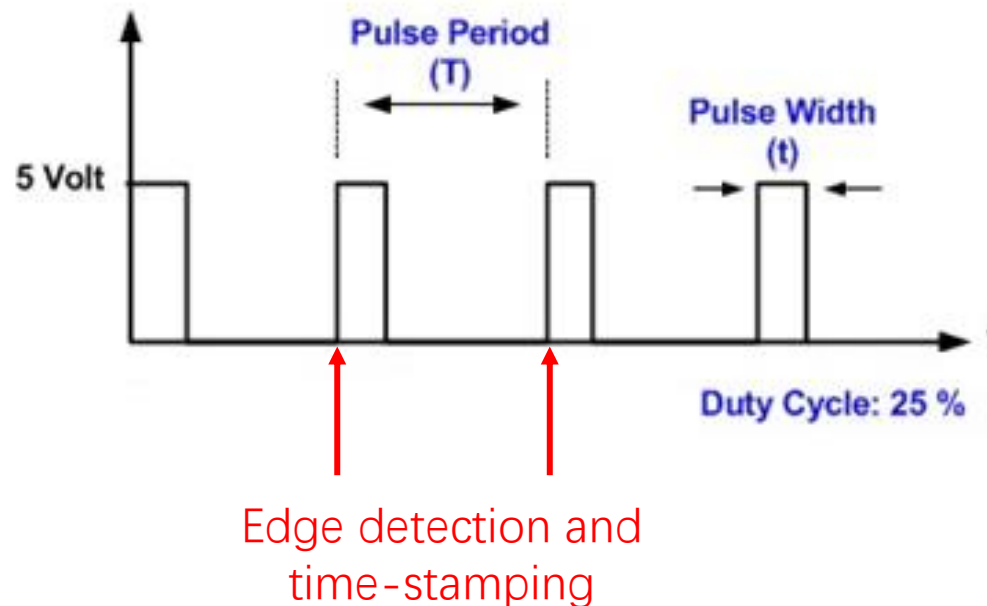 Pulse Period
(T)
Pulse Width
(t)
5 Volt
Duty Cycle: 25 %
Edge detection and
time-stamping